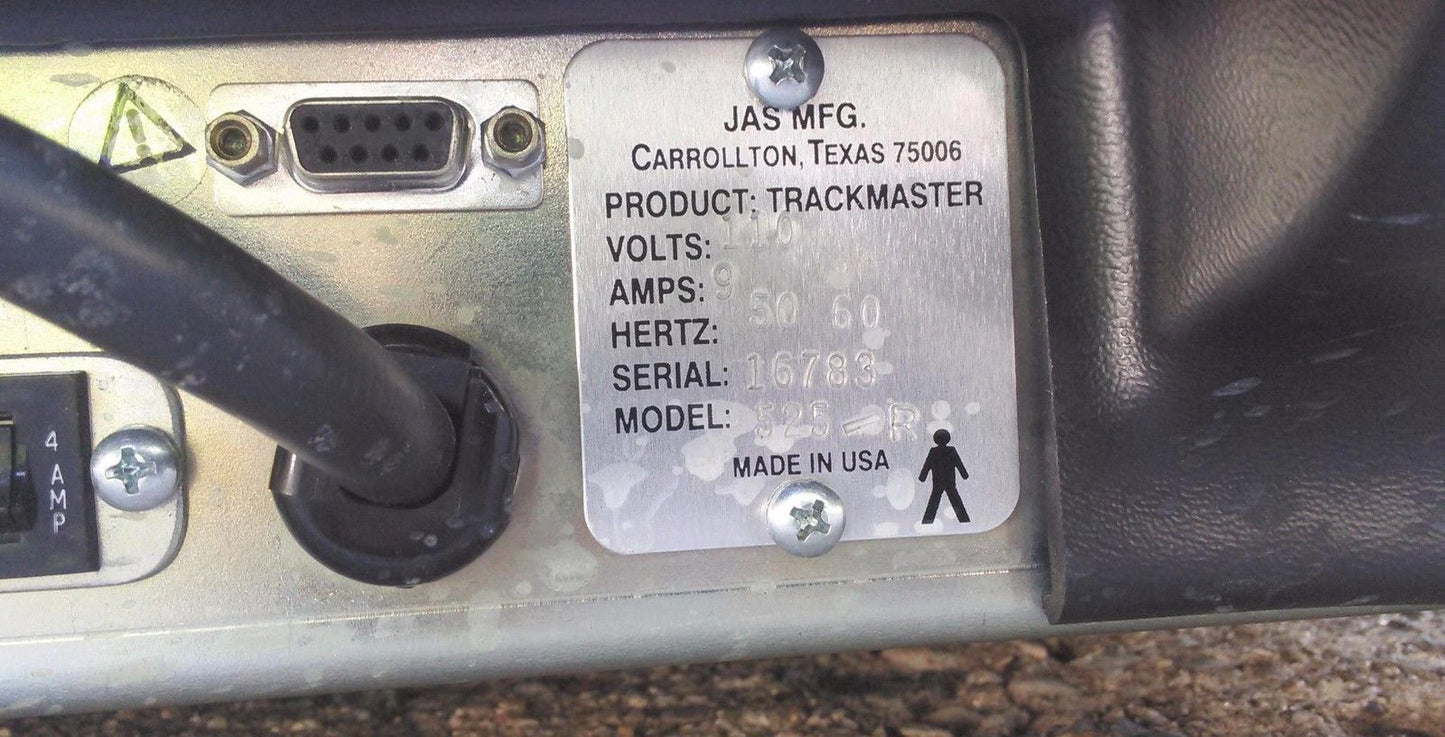 JAS MFG.
CARROLLTON, TEXAS 75006
PRODUCT: TRACKMASTER
VOLTS: 110
AMPS: 9
HERTZ: 50 60
SERIAL: 16783
MODEL: 525-R
MADE IN USA
4 AMP